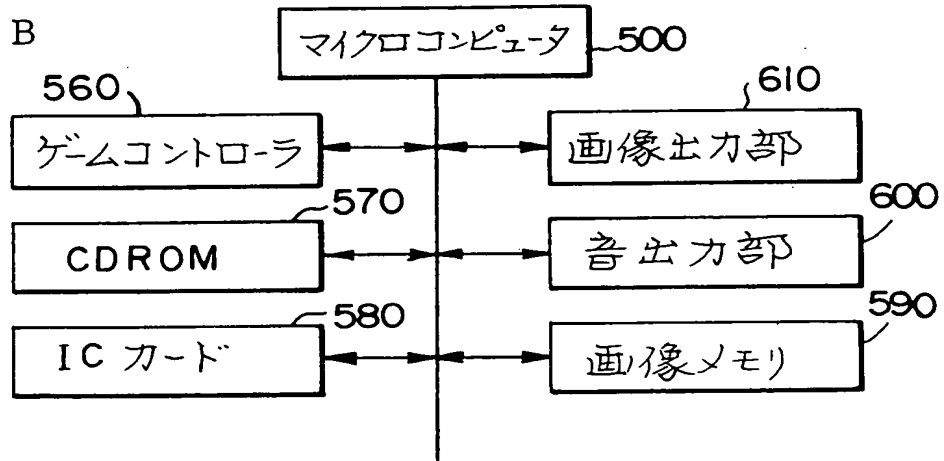 B
マイクロコンピュータ
500
560
ゲームコントローラ
610
画像出力部
570
CDROM
600
音出力部
580
ICカード
590
画像メモリ